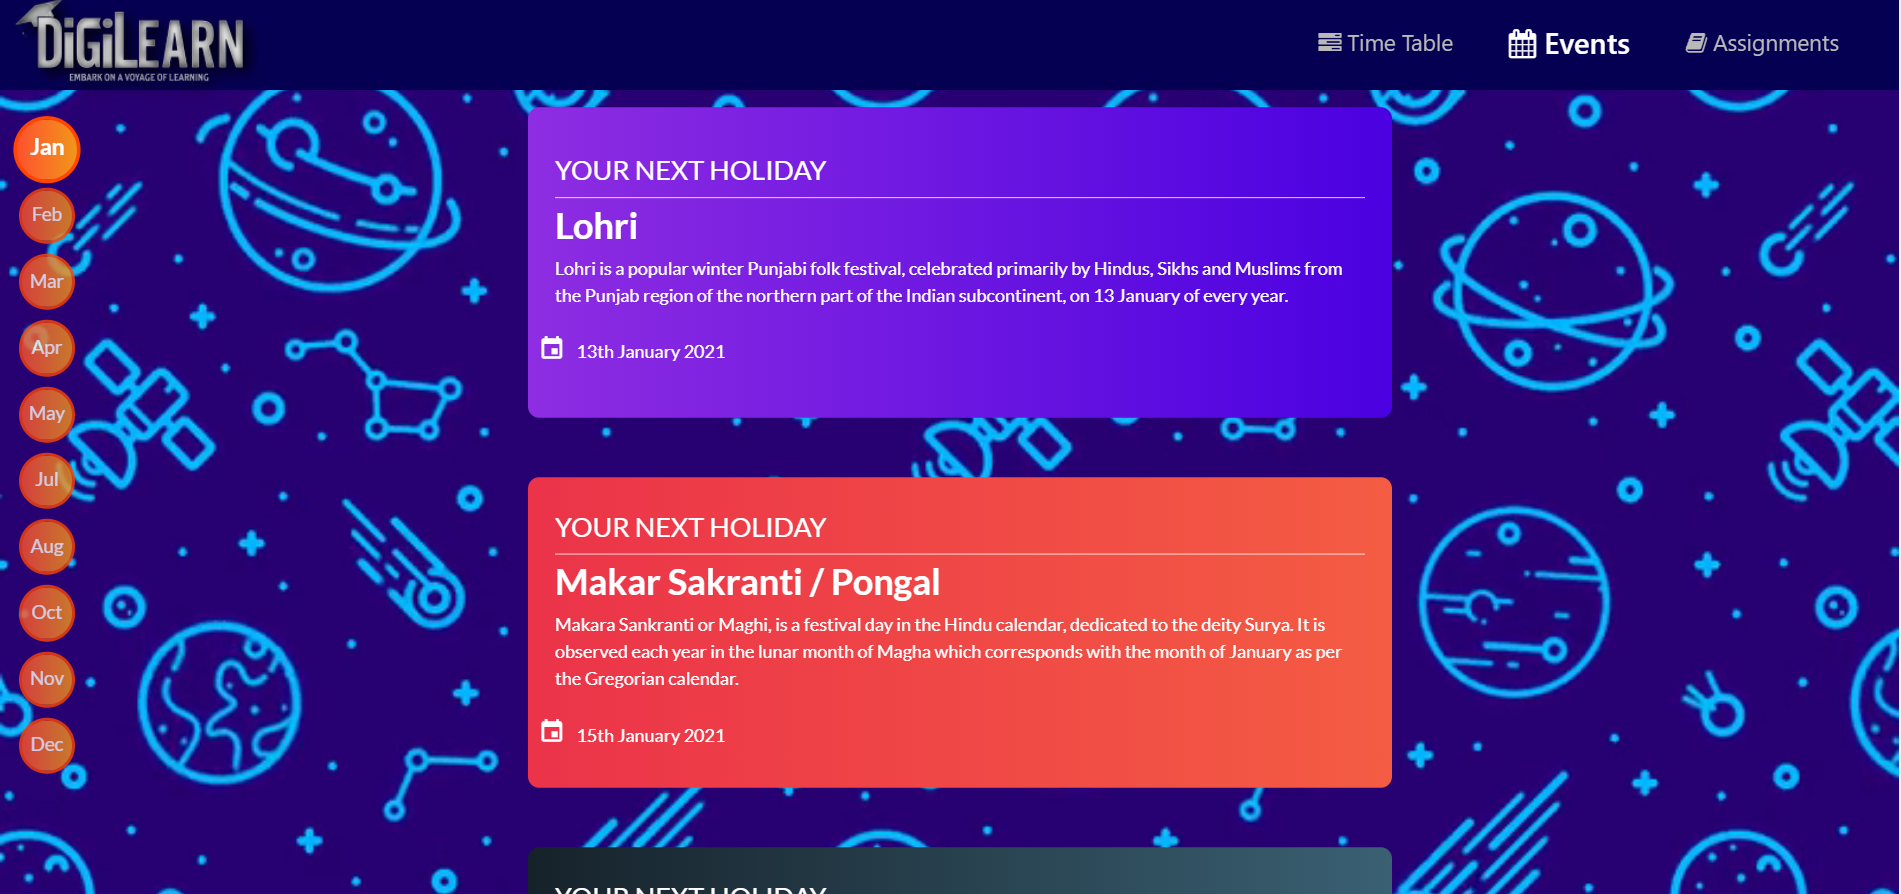 DiGiLEARN
EMBARK ON A VOYAGE OF LEARNING
Time Table
Events
Assignments
Jan
Feb
Mar
Apr
May
Jul
Aug
Oct
Nov
Dec
YOUR NEXT HOLIDAY
Lohri
Lohri is a popular winter Punjabi folk festival, celebrated primarily by Hindus, Sikhs and Muslims from
the Punjab region of the northern part of the Indian subcontinent, on 13 January of every year.
13th January 2021
YOUR NEXT HOLIDAY
Makar Sakranti / Pongal
Makara Sankranti or Maghi, is a festival day in the Hindu calendar, dedicated to the deity Surya. It is
observed each year in the lunar month of Magha which corresponds with the month of January as per
the Gregorian calendar.
15th January 2021
YOUR NEXT HOLIDAY